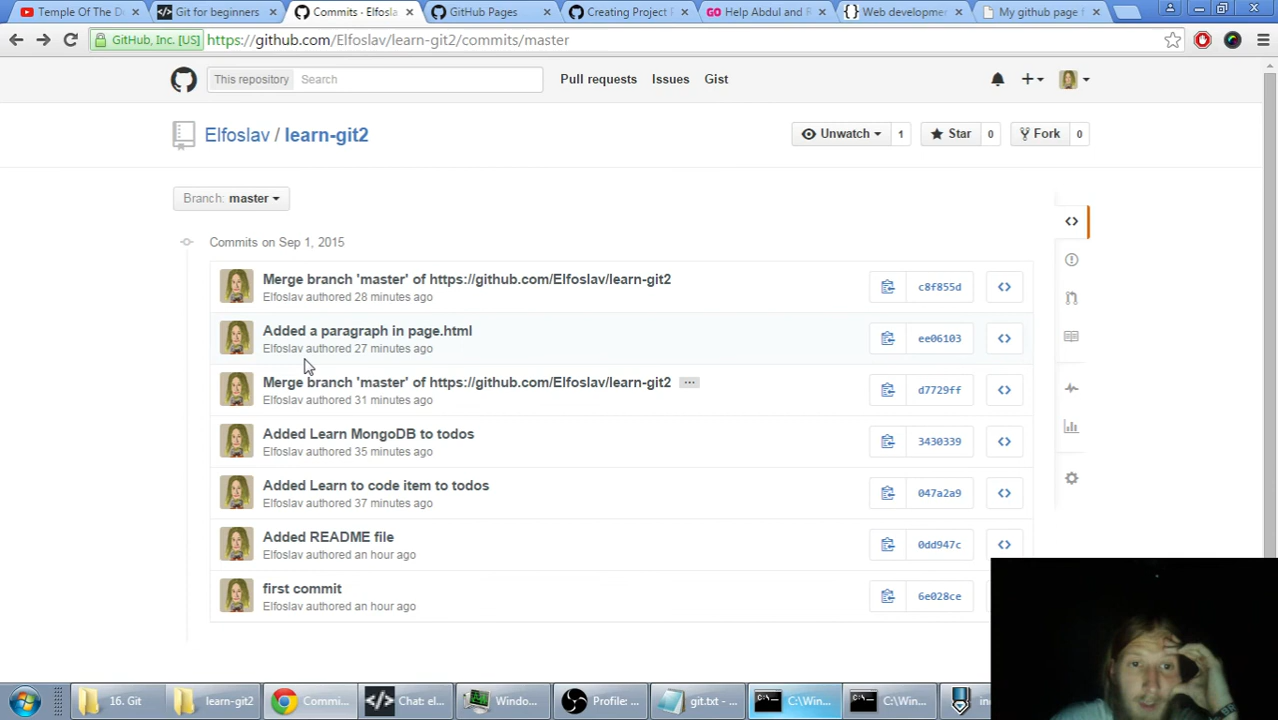 Temple Of The De
Git for beginners
Commits - Elfosla
GitHub Pages
Creating Project P
Help Abdul and R
Web developmen
My github page f
GitHub, Inc. [US]
https://github.com/Elfoslav/learn-git2/commits/master
This repository
Search
Pull requests
Issues
Gist
Elfoslav / learn-git2
Unwatch
1
Star
0
Fork
0
Branch: master
Commits on Sep 1, 2015
Merge branch 'master' of https://github.com/Elfoslav/learn-git2
Elfoslav authored 28 minutes ago
c8f855d
Added a paragraph in page.html
Elfoslav authored 27 minutes ago
ee06103
Merge branch 'master' of https://github.com/Elfoslav/learn-git2
Elfoslav authored 31 minutes ago
d7729ff
Added Learn MongoDB to todos
Elfoslav authored 35 minutes ago
3430339
Added Learn to code item to todos
Elfoslav authored 37 minutes ago
047a2a9
Added README file
Elfoslav authored an hour ago
0dd947c
first commit
Elfoslav authored an hour ago
6e028ce
16. Git
learn-git2
Commi...
Chat: el...
Windo...
Profile: ...
git.txt - ...
C:\Win...
C:\Win...